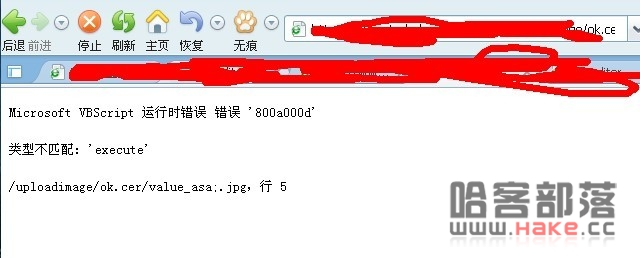 后退 前进 停止 刷新 主页 恢复 无痕
/ok.ce
Microsoft VBScript 运行时错误 错误 '800a000d'
类型不匹配: 'execute'
/uploadimage/ok.cer/value_asa;.jpg，行 5
哈客部落
www.HAKE.cc